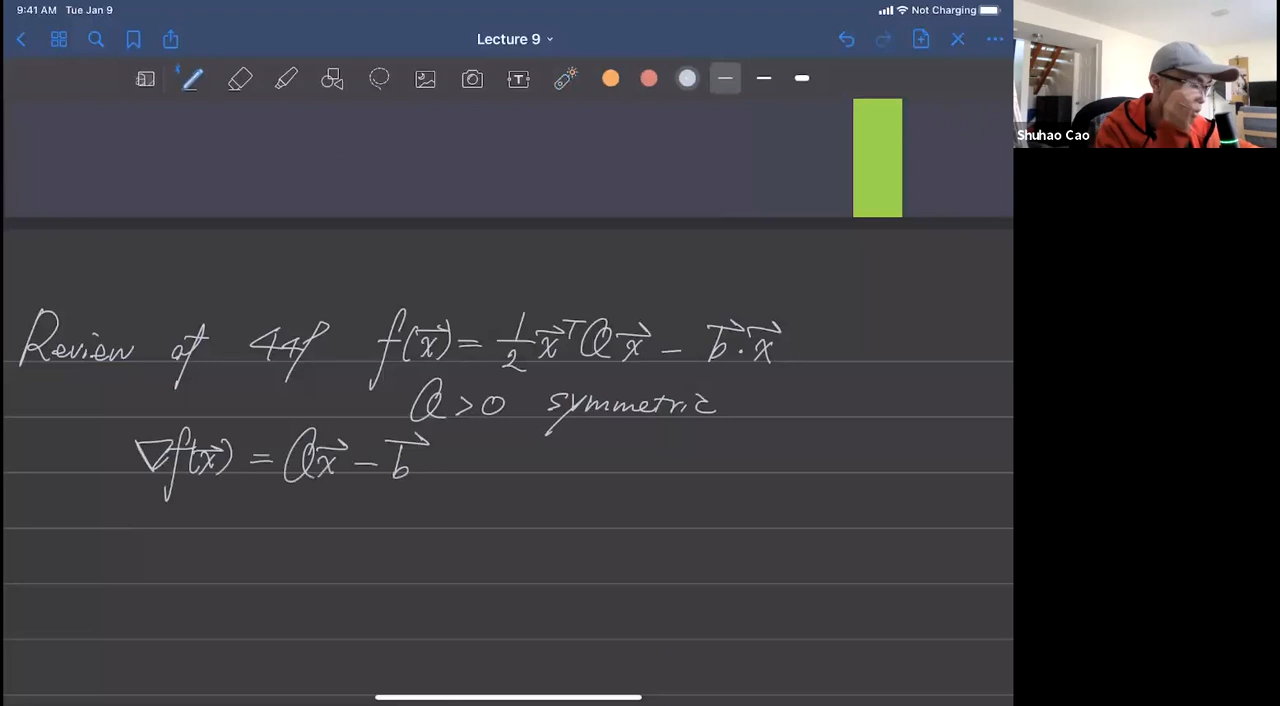 9:41 AM Tue Jan 9
Not Charging
Lecture 9
T
Shuhao Cao
Review of 44f f(x⃗) = 1/2 x⃗ᵀQx⃗ − b⃗·x⃗
Q > 0 symmetric
∇f(x⃗) = Qx⃗ − b⃗